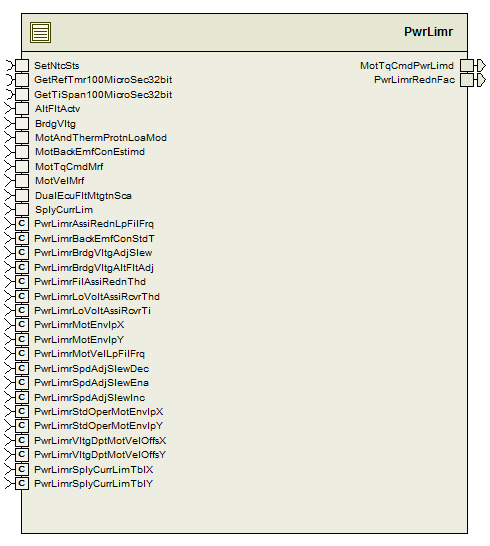 PwrLimr
SetNtcSts
GetRefTmr100MicroSec32bit
GetTiSpan100MicroSec32bit
AltFltActv
BrdgVltg
MotAndThermProtnLoaMod
MotBackEmfConEstimd
MotTqCmdMrf
MotVelMrf
DualEcuFltMtgtnSca
SplyCurrLim
C PwrLimrAssiRednLpFilFrq
C PwrLimrBackEmfConStdT
C PwrLimrBrdgVltgAdjSlew
C PwrLimrBrdgVltgAltFltAdj
C PwrLimrFilAssiRednThd
C PwrLimrLoVoltAssiRcvrThd
C PwrLimrLoVoltAssiRcvrTi
C PwrLimrMotEnvlpX
C PwrLimrMotEnvlpY
C PwrLimrMotVelLpFilFrq
C PwrLimrSpdAdjSlewDec
C PwrLimrSpdAdjSlewEna
C PwrLimrSpdAdjSlewInc
C PwrLimrStdOperMotEnvlpX
C PwrLimrStdOperMotEnvlpY
C PwrLimrVltgDptMotVelOffsX
C PwrLimrVltgDptMotVelOffsY
C PwrLimrSplyCurrLimTblX
C PwrLimrSplyCurrLimTblY
MotTqCmdPwrLimd
PwrLimrRednFac